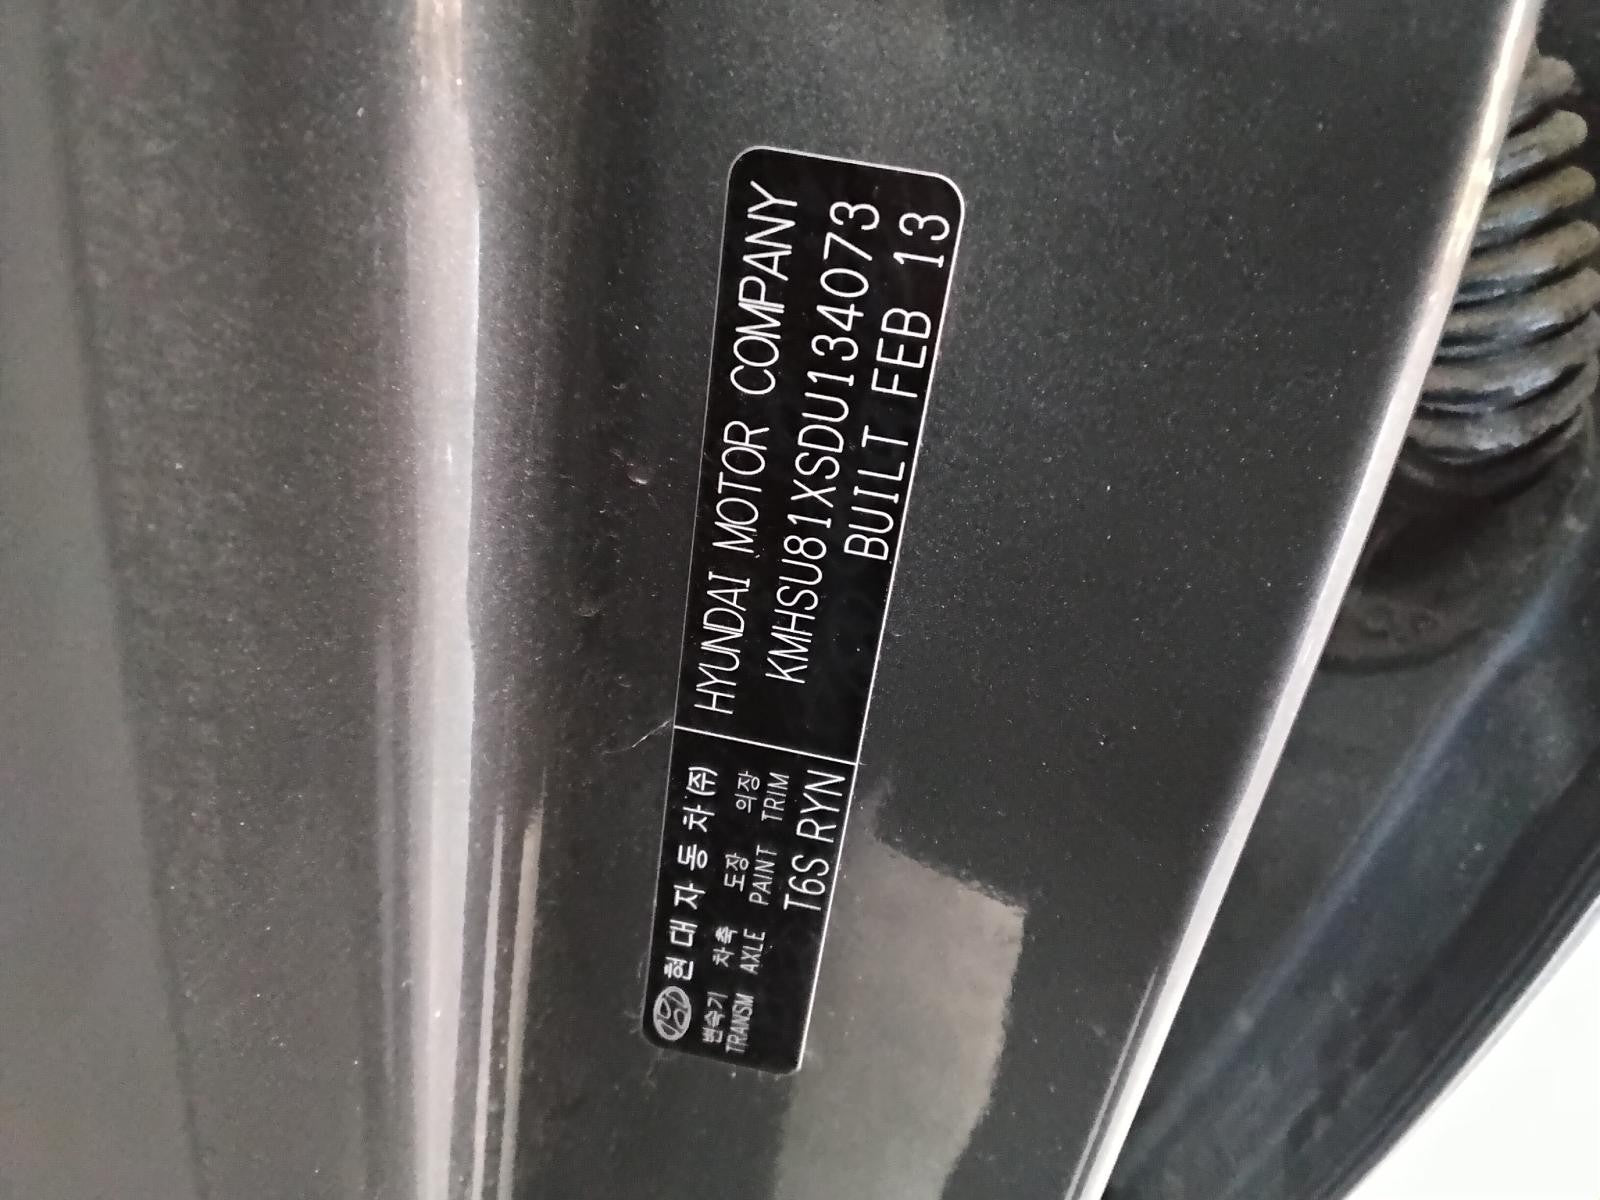 현대자동차(주)
변속기 차축 도장 의장
TRANSM AXLE PAINT TRIM
T6S RYN
HYUNDAI MOTOR COMPANY
KMHSU81XSDU134073
BUILT FEB 13